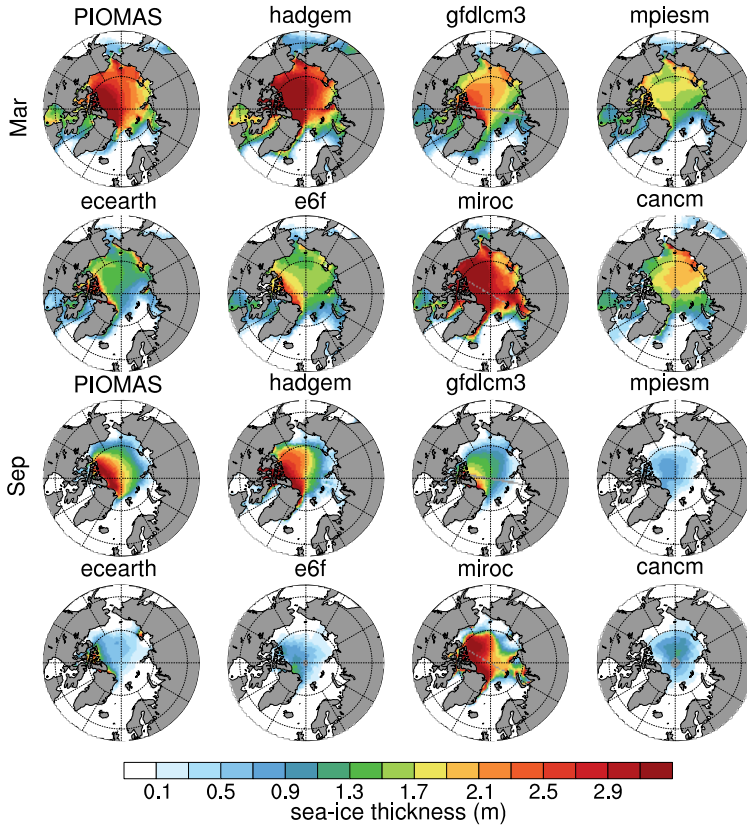 PIOMAS hadgem gfdlcm3 mpiesm
Mar
ecearth e6f miroc cancm
PIOMAS hadgem gfdlcm3 mpiesm
Sep
ecearth e6f miroc cancm
0.1 0.5 0.9 1.3 1.7 2.1 2.5 2.9
sea-ice thickness (m)